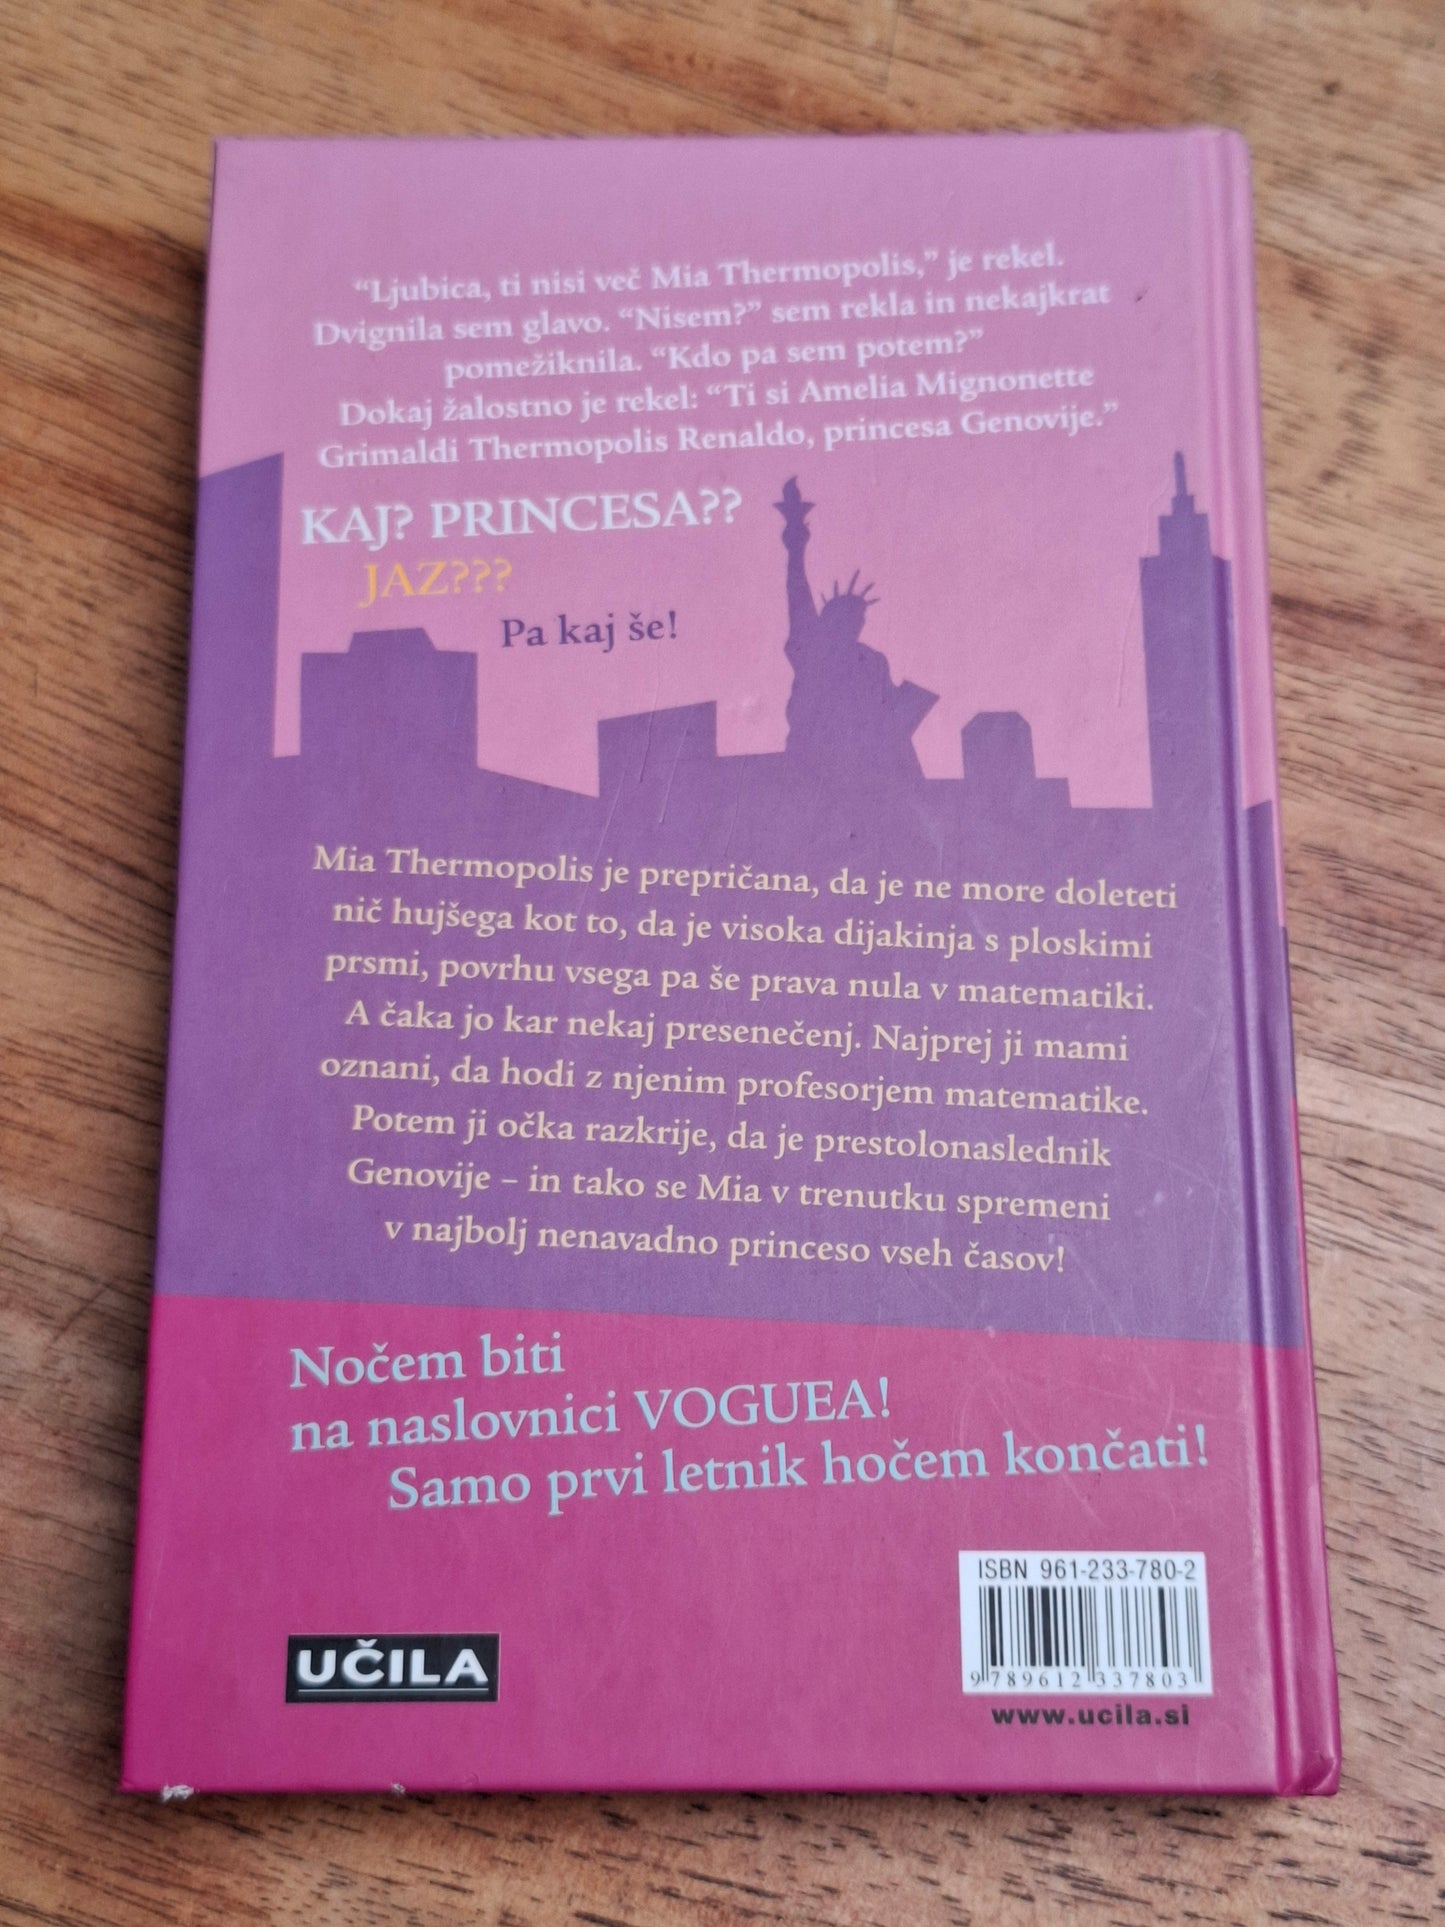 “Ljubica, ti nisi več Mia Thermopolis,” je rekel.
Dvignila sem glavo. “Nisem?” sem rekla in nekajkrat
pomežiknila. “Kdo pa sem potem?”
Dokaj žalostno je rekel: “Ti si Amelia Mignonette
Grimaldi Thermopolis Renaldo, princesa Genovije.”
KAJ? PRINCESA??
JAZ???
Pa kaj še!
Mia Thermopolis je prepričana, da je ne more doleteti
nič hujšega kot to, da je visoka dijakinja s ploskimi
prsmi, povrhu vsega pa še prava nula v matematiki.
A čaka jo kar nekaj presenečenj. Najprej ji mami
oznani, da hodi z njenim profesorjem matematike.
Potem ji očka razkrije, da je prestolonaslednik
Genovije – in tako se Mia v trenutku spremeni
v najbolj nenavadno princeso vseh časov!
Nočem biti
na naslovnici VOGUEA!
Samo prvi letnik hočem končati!
ISBN 961-233-780-2
9 789612 337803
www.ucila.si
UČILA